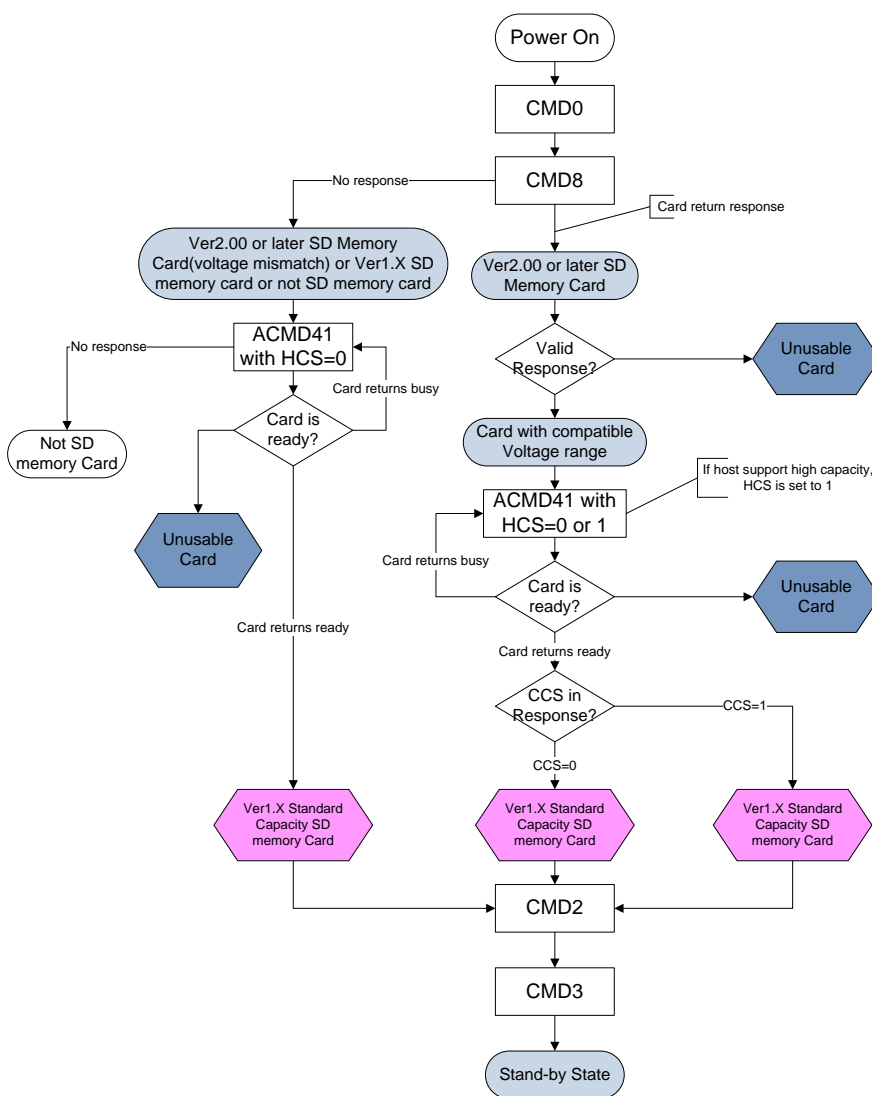 Power On
CMD0
CMD8
No response
Card return response
Ver2.00 or later SD Memory
Card(voltage mismatch) or Ver1.X SD
memory card or not SD memory card
Ver2.00 or later SD
Memory Card
ACMD41
with HCS=0
No response
Card returns busy
Valid
Response?
Unusable
Card
Card is
ready?
Not SD
memory Card
Card with compatible
Voltage range
If host support high capacity,
HCS is set to 1
ACMD41 with
HCS=0 or 1
Unusable
Card
Card returns busy
Card is
ready?
Unusable
Card
Card returns ready
Card returns ready
CCS in
Response?
CCS=1
CCS=0
Ver1.X Standard
Capacity SD
memory Card
Ver1.X Standard
Capacity SD
memory Card
Ver1.X Standard
Capacity SD
memory Card
CMD2
CMD3
Stand-by State